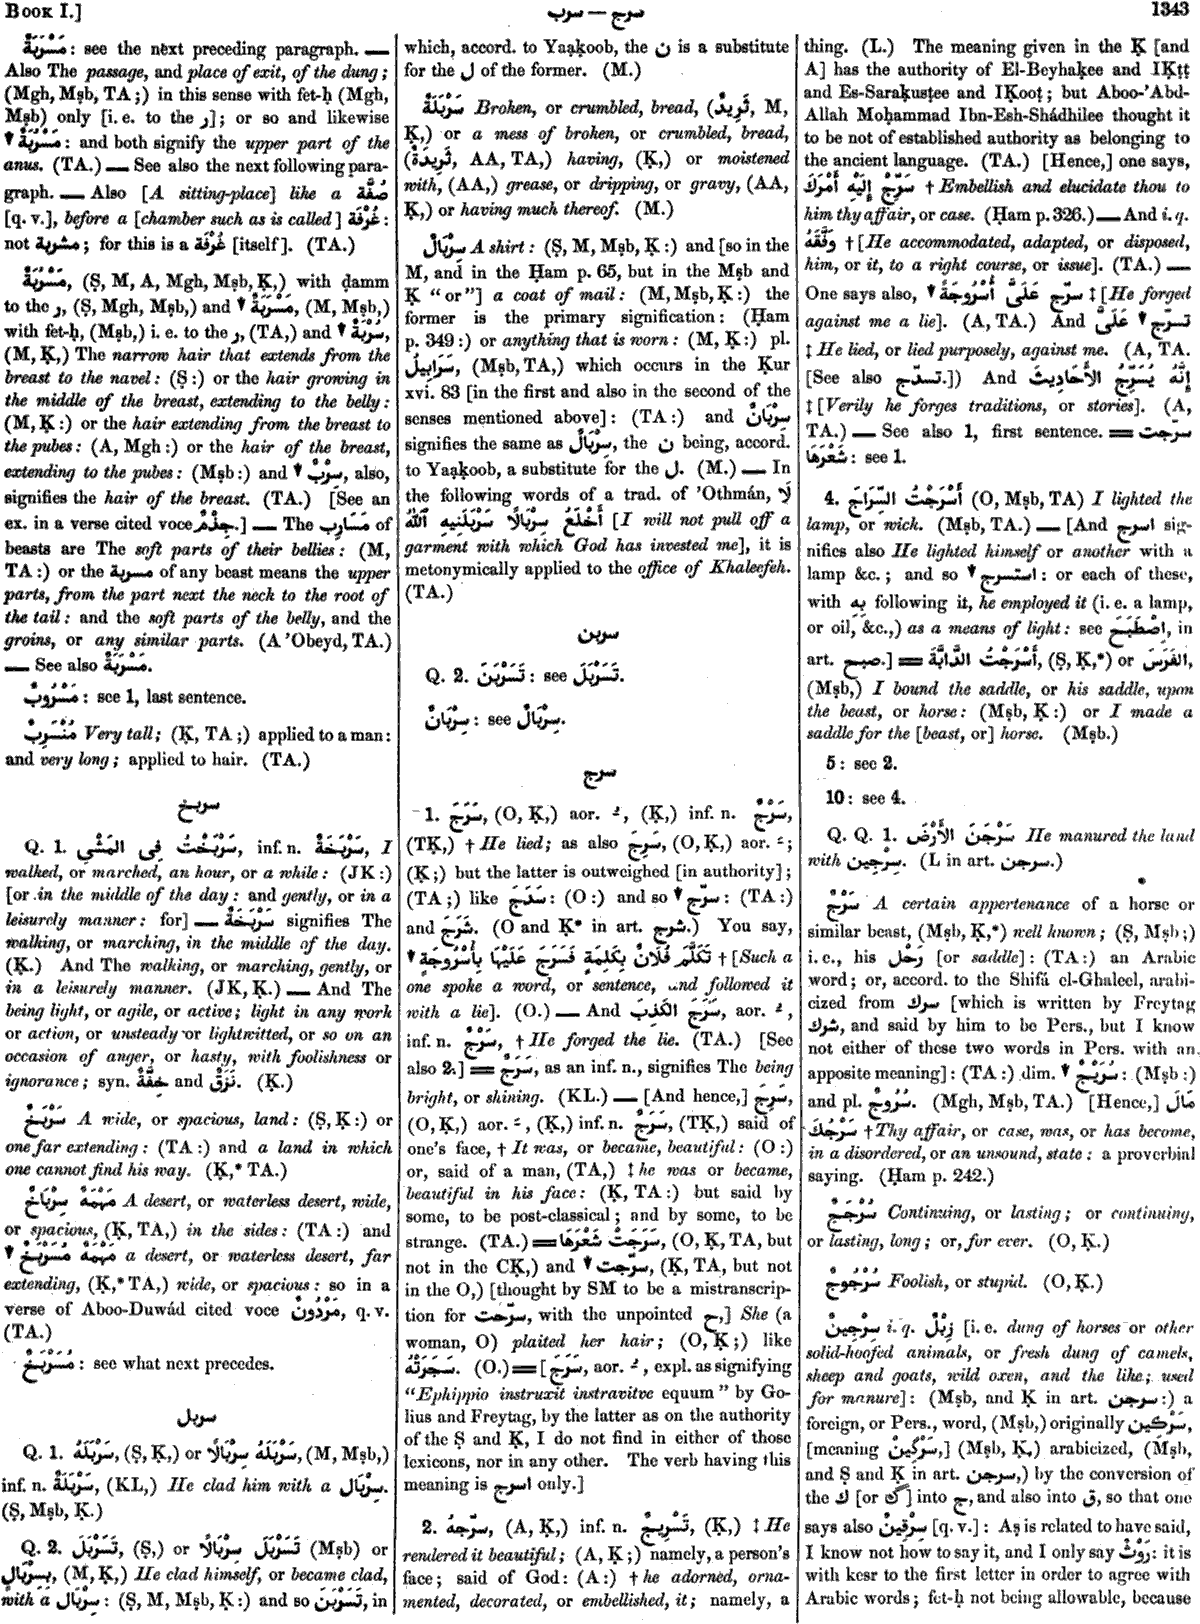 Book I.]
سرب — سرج
1343
مَسْرَبَةٌ: see the next preceding paragraph. —
Also The passage, and place of exit, of the dung;
(Mgh, Mṣb, TA;) in this sense with fet-ḥ (Mgh,
Mṣb) only [i. e. to the ر]; or so and likewise
▼ مَسْرُبَةٌ: and both signify the upper part of the
anus. (TA.) — See also the next following para-
graph. — Also [A sitting-place] like a صُفَّة
[q. v.], before a [chamber such as is called] غُرْفَة:
not مشربة; for this is a غُرْفَة [itself]. (TA.)
مَسْرُبَةٌ, (Ṣ, M, A, Mgh, Mṣb, Ḳ,) with ḍamm
to the ر, (Ṣ, Mgh, Mṣb,) and ▼ مَسْرَبَةٌ, (M, Mṣb,)
with fet-ḥ, (Mṣb,) i. e. to the ر, (TA,) and ▼ سُرْبَةٌ,
(M, Ḳ,) The narrow hair that extends from the
breast to the navel: (Ṣ:) or the hair growing in
the middle of the breast, extending to the belly:
(M, Ḳ:) or the hair extending from the breast to
the pubes: (A, Mgh:) or the hair of the breast,
extending to the pubes: (Mṣb:) and ▼ سُرْبٌ, also,
signifies the hair of the breast. (TA.) [See an
ex. in a verse cited voce جِذْمٌ.] — The مَسَارِب of
beasts are The soft parts of their bellies: (M,
TA:) or the مسربة of any beast means the upper
parts, from the part next the neck to the root of
the tail: and the soft parts of the belly, and the
groins, or any similar parts. (A 'Obeyd, TA.)
— See also مَسْرَبَةٌ.
مَسْرُوبٌ: see 1, last sentence.
مُنْسَرِبٌ Very tall; (Ḳ, TA;) applied to a man:
and very long; applied to hair. (TA.)
سربخ
Q. 1. سَرْبَخْتُ فِى المَشْىِ, inf. n. سَرْبَخَةٌ, I
walked, or marched, an hour, or a while: (JK:)
[or in the middle of the day: and gently, or in a
leisurely manner: for] — سَرْبَخَةٌ signifies The
walking, or marching, in the middle of the day.
(Ḳ.) And The walking, or marching, gently, or
in a leisurely manner. (JK, Ḳ.) — And The
being light, or agile, or active; light in any work
or action, or unsteady or lightwitted, or so on an
occasion of anger, or hasty, with foolishness or
ignorance; syn. خِفَّةٌ and نَزَقٌ. (Ḳ.)
سَرْبَخٌ A wide, or spacious, land: (Ṣ, Ḳ:) or
one far extending: (TA:) and a land in which
one cannot find his way. (Ḳ,* TA.)
مَهْمَهٌ سِرْبَاخٌ A desert, or waterless desert, wide,
or spacious, (Ḳ, TA,) in the sides: (TA:) and
▼ مَهْمَهٌ مُسَرْبَخٌ a desert, or waterless desert, far
extending, (Ḳ,* TA,) wide, or spacious: so in a
verse of Aboo-Duwád cited voce مَرْدُونٌ, q. v.
(TA.)
مُسَرْبَخٌ: see what next precedes.
سربل
Q. 1. سَرْبَلَهُ, (Ṣ, Ḳ,) or سَرْبَلَهُ سِرْبَالًا, (M, Mṣb,)
inf. n. سَرْبَلَةٌ, (KL,) He clad him with a سِرْبَال.
(Ṣ, Mṣb, Ḳ.)
Q. 2. تَسَرْبَلَ, (Ṣ,) or تَسَرْبَلَ سِرْبَالًا (Mṣb) or
بِسِرْبَالٍ, (M, Ḳ,) He clad himself, or became clad,
with a سِرْبَال: (Ṣ, M, Mṣb, Ḳ:) and so تَسَرْبَنَ, in
which, accord. to Yaạḳoob, the ن is a substitute
for the ل of the former. (M.)
سَرْبَلَةٌ Broken, or crumbled, bread, (ثَرِيدٌ, M,
Ḳ,) or a mess of broken, or crumbled, bread,
(ثَرِيدَةٌ, AA, TA,) having, (Ḳ,) or moistened
with, (AA,) grease, or dripping, or gravy, (AA,
Ḳ,) or having much thereof. (M.)
سِرْبَالٌ A shirt: (Ṣ, M, Mṣb, Ḳ:) and [so in the
M, and in the Ḥam p. 65, but in the Mṣb and
Ḳ "or"] a coat of mail: (M, Mṣb, Ḳ:) the
former is the primary signification: (Ḥam
p. 349:) or anything that is worn: (M, Ḳ:) pl.
سَرَابِيلُ, (Mṣb, TA,) which occurs in the Ḳur
xvi. 83 [in the first and also in the second of the
senses mentioned above]: (TA:) and سِرْبَانٌ
signifies the same as سِرْبَالٌ, the ن being, accord.
to Yaạḳoob, a substitute for the ل. (M.) — In
the following words of a trad. of 'Othmán, لَا
أَخْلَعُ سِرْبَالًا سَرْبَلَنِيهِ ٱللّٰهُ [I will not pull off a
garment with which God has invested me], it is
metonymically applied to the office of Khaleefeh.
(TA.)
سربن
Q. 2. تَسَرْبَنَ: see تَسَرْبَلَ.
سِرْبَانٌ: see سِرْبَالٌ.
سرج
1. سَرَجَ, (O, Ḳ,) aor. ـُ, (Ḳ,) inf. n. سَرْجٌ,
(TḲ,) † He lied; as also سَرِجَ, (O, Ḳ,) aor. ـَ;
(Ḳ;) but the latter is outweighed [in authority];
(TA;) like سَدَجَ: (O:) and so ▼ سرّج: (TA:)
and شَرَجَ. (O and Ḳ* in art. شرج.) You say,
تَكَلَّمَ فُلَانٌ بِكَلِمَةٍ فَسَرَجَ عَلَيْهَا بِأُسْرُوجَةٍ ▼ † [Such a
one spoke a word, or sentence, and followed it
with a lie]. (O.) — And سَرَجَ الكَذِبَ, aor. ـُ,
inf. n. سَرْجٌ, † He forged the lie. (TA.) [See
also 2.] = سَرَجٌ, as an inf. n., signifies The being
bright, or shining. (KL.) — [And hence,] سَرِجَ,
(O, Ḳ,) aor. ـَ, (Ḳ,) inf. n. سَرَجٌ, (TḲ,) said of
one's face, † It was, or became, beautiful: (O:)
or, said of a man, (TA,) ‡ he was or became,
beautiful in his face: (Ḳ, TA:) but said by
some, to be post-classical; and by some, to be
strange. (TA.) = سَرَجَتْ شَعْرَهَا, (O, Ḳ, TA, but
not in the CḲ,) and ▼ سرّجت, (Ḳ, TA, but not
in the O,) [thought by SM to be a mistranscrip-
tion for سرّحت, with the unpointed ح,] She (a
woman, O) plaited her hair; (O, Ḳ;) like
سَجَرَتْهُ. (O.) = [سَرَجَ, aor. ـُ, expl. as signifying
"Ephippio instruxit instravitve equum" by Go-
lius and Freytag, by the latter as on the authority
of the Ṣ and Ḳ, I do not find in either of those
lexicons, nor in any other. The verb having this
meaning is اسرج only.]
2. سرّجهُ, (A, Ḳ,) inf. n. تَسْرِيجٌ, (Ḳ,) ‡ He
rendered it beautiful; (A, Ḳ;) namely, a person's
face; said of God: (A:) † he adorned, orna-
mented, decorated, or embellished, it; namely, a
thing. (L.) The meaning given in the Ḳ [and
A] has the authority of El-Beyhaḳee and IḲṭṭ
and Es-Saraḳusṭee and IḲooṭ; but Aboo-'Abd-
Allah Moḥammad Ibn-Esh-Shádhilee thought it
to be not of established authority as belonging to
the ancient language. (TA.) [Hence,] one says,
سَرِّجْ إِلَيْهِ أَمْرَكَ † Embellish and elucidate thou to
him thy affair, or case. (Ḥam p. 326.) — And i. q.
وَفَّقَهُ † [He accommodated, adapted, or disposed,
him, or it, to a right course, or issue]. (TA.) —
One says also, ▼ سرّج عَلَىَّ أُسْرُوجَةً ‡ [He forged
against me a lie]. (A, TA.) And تسرّج ▼ عَلَىَّ
‡ He lied, or lied purposely, against me. (A, TA.
[See also تسدّج.]) And إِنَّهُ يُسَرِّجُ الأَحَادِيثَ
‡ [Verily he forges traditions, or stories]. (A,
TA.) — See also 1, first sentence. = سرّجت
شَعْرَهَا: see 1.
4. أَسْرَجْتُ السِّرَاجَ (O, Mṣb, TA) I lighted the
lamp, or wick. (Mṣb, TA.) — [And اسرج sig-
nifies also He lighted himself or another with a
lamp &c.; and so ▼ استسرج: or each of these,
with بِهِ following it, he employed it (i. e. a lamp,
or oil, &c.,) as a means of light: see اِصْطَبَحَ, in
art. صبح.] = أَسْرَجْتُ الدَّابَّةَ, (Ṣ, Ḳ,*) or الفَرَسَ,
(Mṣb,) I bound the saddle, or his saddle, upon
the beast, or horse: (Mṣb, Ḳ:) or I made a
saddle for the [beast, or] horse. (Mṣb.)
5: see 2.
10: see 4.
Q. Q. 1. سَرْجَنَ الأَرْضَ He manured the land
with سِرْجِين. (L in art. سرجن.)
سَرْجٌ A certain appertenance of a horse or
similar beast, (Mṣb, Ḳ,*) well known; (Ṣ, Mṣb;)
i. e., his رَحْل [or saddle]: (TA:) an Arabic
word; or, accord. to the Shifá el-Ghaleel, arabi-
cized from سرك [which is written by Freytag
شرك, and said by him to be Pers., but I know
not either of these two words in Pers. with an
apposite meaning]: (TA:) dim. ▼ سُرَيْجٌ: (Mṣb:)
and pl. سُرُوجٌ. (Mgh, Mṣb, TA.) [Hence,] مَالَ
سَرْجُكَ † Thy affair, or case, was, or has become,
in a disordered, or an unsound, state: a proverbial
saying. (Ḥam p. 242.)
سُرْجُجٌ Continuing, or lasting; or continuing,
or lasting, long; or, for ever. (O, Ḳ.)
سُرْجُوجٌ Foolish, or stupid. (O, Ḳ.)
سِرْجِينٌ i. q. زِبْلٌ [i. e. dung of horses or other
solid-hoofed animals, or fresh dung of camels,
sheep and goats, wild oxen, and the like; used
for manure]: (Mṣb, and Ḳ in art. سرجن:) a
foreign, or Pers., word, (Mṣb,) originally سَرْكِين,
[meaning سَرْگِينْ,] (Mṣb, Ḳ,) arabicized, (Mṣb,
and Ṣ and Ḳ in art. سرجن,) by the conversion of
the ك [or گ] into ج, and also into ق, so that one
says also سِرْقِينٌ [q. v.]: Aṣ is related to have said,
I know not how to say it, and I only say رَوْثٌ: it is
with kesr to the first letter in order to agree with
Arabic words; fet-ḥ not being allowable, because